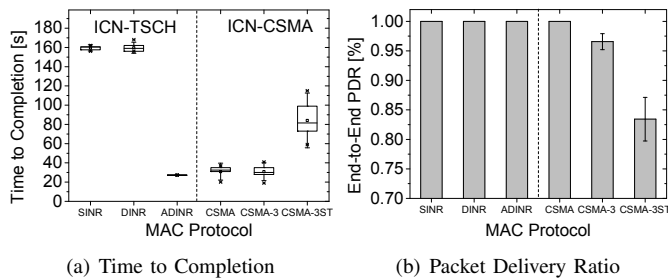 ICN-TSCH ICN-CSMA
Time to Completion [s]
180
160
140
120
100
80
60
40
20
0
SINR DINR ADINR CSMA CSMA-3 CSMA-3ST
MAC Protocol
(a) Time to Completion
End-to-End PDR [%]
1.00
0.95
0.90
0.85
0.80
0.75
0.70
SINR DINR ADINR CSMA CSMA-3 CSMA-3ST
MAC Protocol
(b) Packet Delivery Ratio